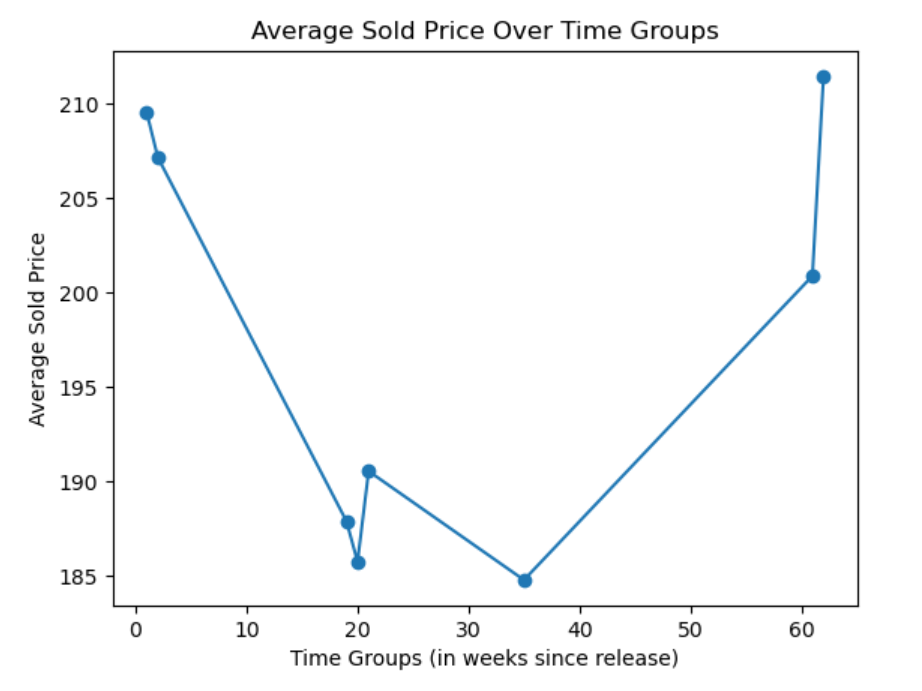 Average Sold Price Over Time Groups
210
205
200
195
190
185
Average Sold Price
0 10 20 30 40 50 60
Time Groups (in weeks since release)